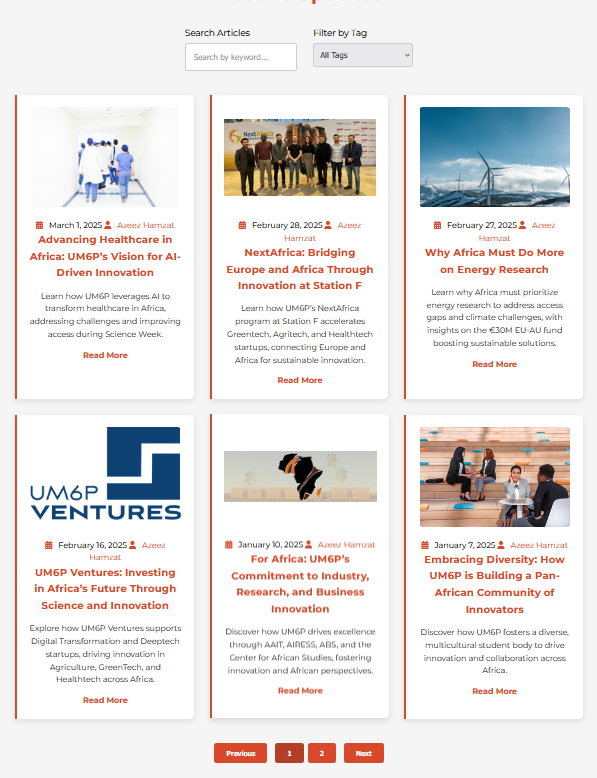 Search Articles
Filter by Tag
Search by keyword...
All Tags
March 1, 2025 Azeez Hamzat
Advancing Healthcare in
Africa: UM6P's Vision for AI-
Driven Innovation
Learn how UM6P leverages AI to
transform healthcare in Africa,
addressing challenges and improving
access during Science Week.
Read More
NextAfrica
February 28, 2025 Azeez
Hamzat
NextAfrica: Bridging
Europe and Africa Through
Innovation at Station F
Learn how UM6P's NextAfrica
program at Station F accelerates
Greentech, Agritech, and Healthtech
startups, connecting Europe and
Africa for sustainable innovation.
Read More
February 27, 2025 Azeez
Hamzat
Why Africa Must Do More
on Energy Research
Learn why Africa must prioritize
energy research to address access
gaps and climate challenges, with
insights on the €30M EU-AU fund
boosting sustainable solutions.
Read More
UM6P
VENTURES
February 16, 2025 Azeez
Hamzat
UM6P Ventures: Investing
in Africa's Future Through
Science and Innovation
Explore how UM6P Ventures supports
Digital Transformation and Deeptech
startups, driving innovation in
Agriculture, GreenTech, and
Healthtech across Africa.
Read More
January 10, 2025 Azeez Hamzat
For Africa: UM6P's
Commitment to Industry,
Research, and Business
Innovation
Discover how UM6P drives excellence
through AAIT, AIRESS, ABS, and the
Center for African Studies, fostering
innovation and African perspectives.
Read More
January 7, 2025 Azeez Hamzat
Embracing Diversity: How
UM6P is Building a Pan-
African Community of
Innovators
Discover how UM6P fosters a diverse,
multicultural student body to drive
innovation and collaboration across
Africa.
Read More
Previous
1
2
Next